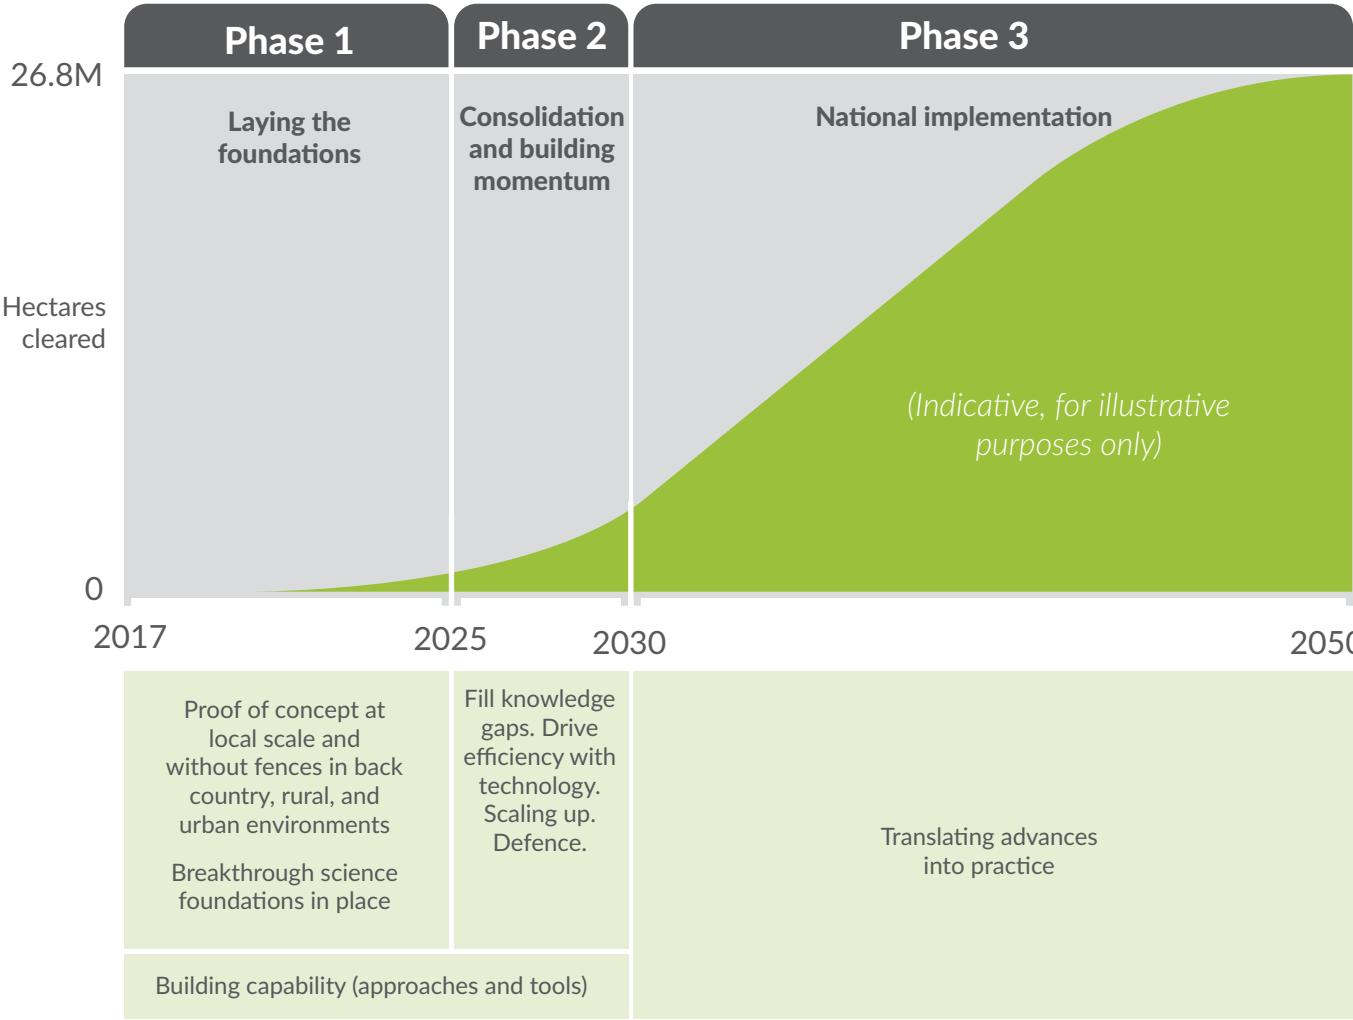 Phase 1
Phase 2
Phase 3
26.8M
Laying the
foundations
Consolidation
and building
momentum
National implementation
Hectares
cleared
(Indicative, for illustrative
purposes only)
0
2017
2025
2030
2050
Proof of concept at
local scale and
without fences in back
country, rural, and
urban environments
Breakthrough science
foundations in place
Fill knowledge
gaps. Drive
efficiency with
technology.
Scaling up.
Defence.
Translating advances
into practice
Building capability (approaches and tools)